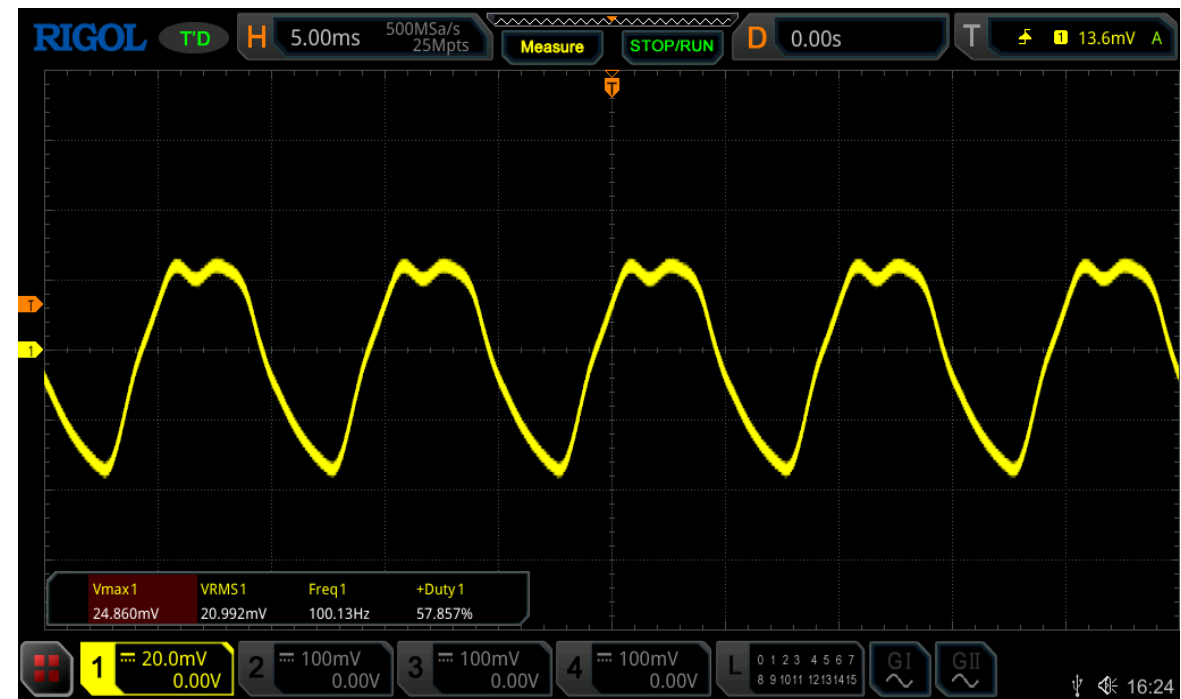 RIGOL T'D H 5.00ms 500MSa/s 25Mpts Measure STOP/RUN D 0.00s T 1 13.6mV A
T
T
1
Vmax1 VRMS1 Freq1 +Duty1
24.860mV 20.992mV 100.13Hz 57.857%
1 20.0mV 0.00V 2 100mV 0.00V 3 100mV 0.00V 4 100mV 0.00V L 0 1 2 3 4 5 6 7 8 9 10 11 12 13 14 15 GI GII 16:24